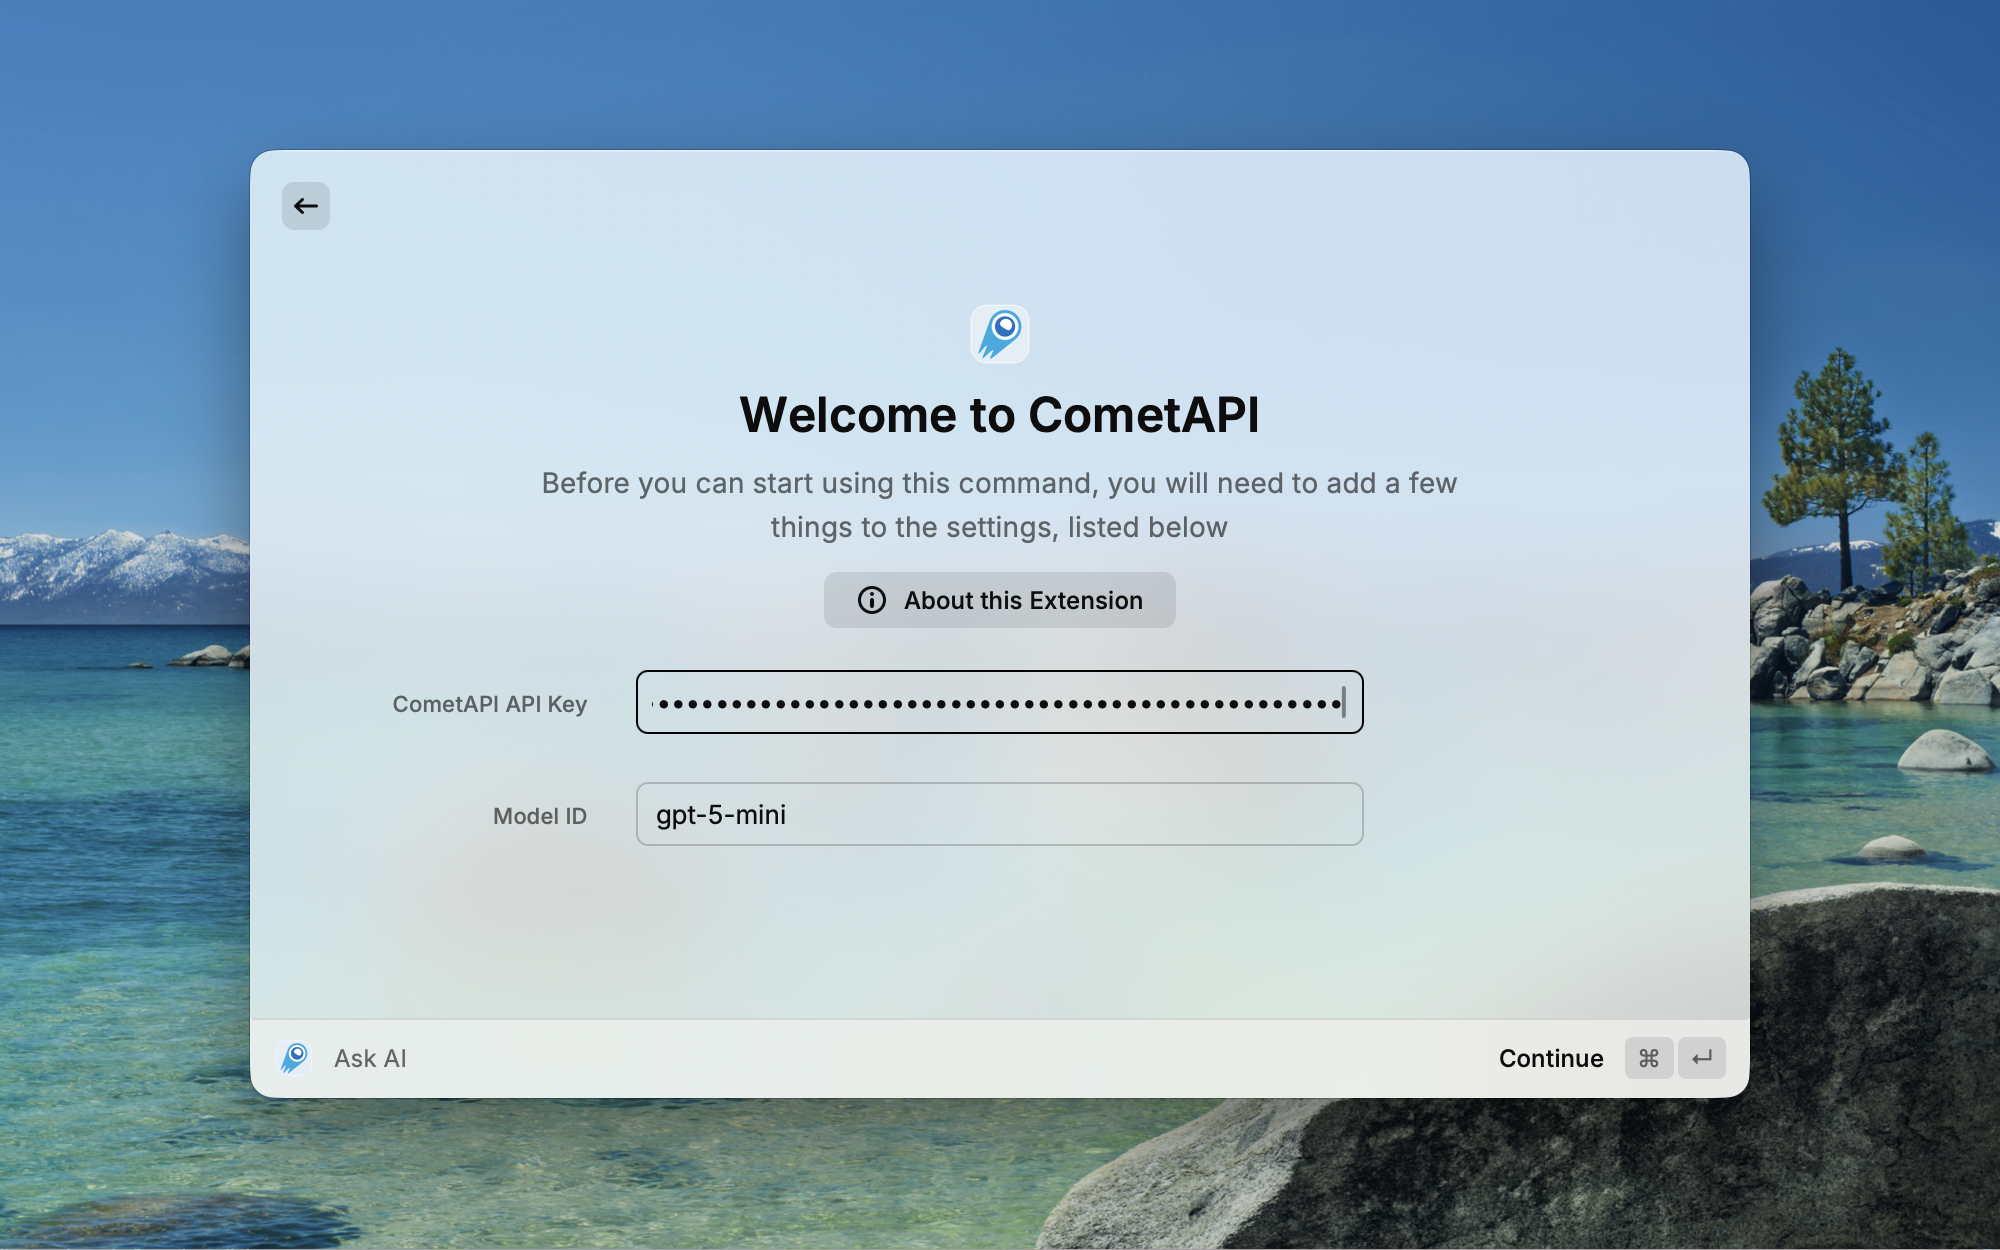 Welcome to CometAPI
Before you can start using this command, you will need to add a few
things to the settings, listed below
About this Extension
CometAPI API Key
Model ID
gpt-5-mini
Ask AI
Continue ⌘ ↵